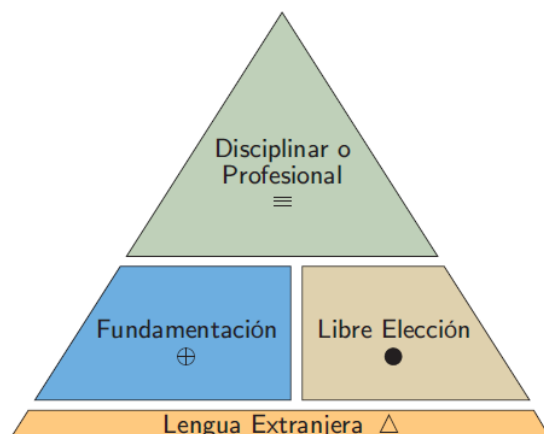 Disciplinar o
Profesional
≡
Fundamentación
⊕
Libre Elección
●
Lengua Extranjera △